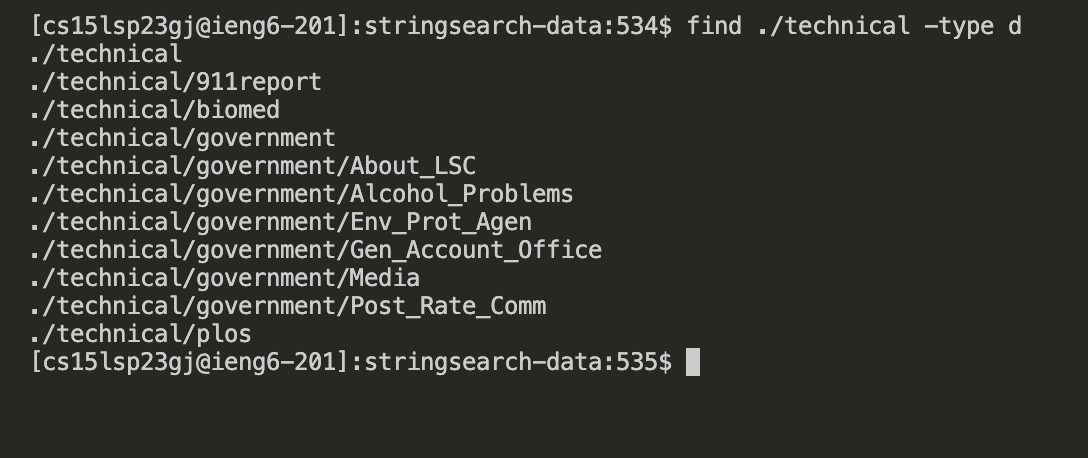 [cs15lsp23gj@ieng6-201]:stringsearch-data:534$ find ./technical -type d
./technical
./technical/911report
./technical/biomed
./technical/government
./technical/government/About_LSC
./technical/government/Alcohol_Problems
./technical/government/Env_Prot_Agen
./technical/government/Gen_Account_Office
./technical/government/Media
./technical/government/Post_Rate_Comm
./technical/plos
[cs15lsp23gj@ieng6-201]:stringsearch-data:535$